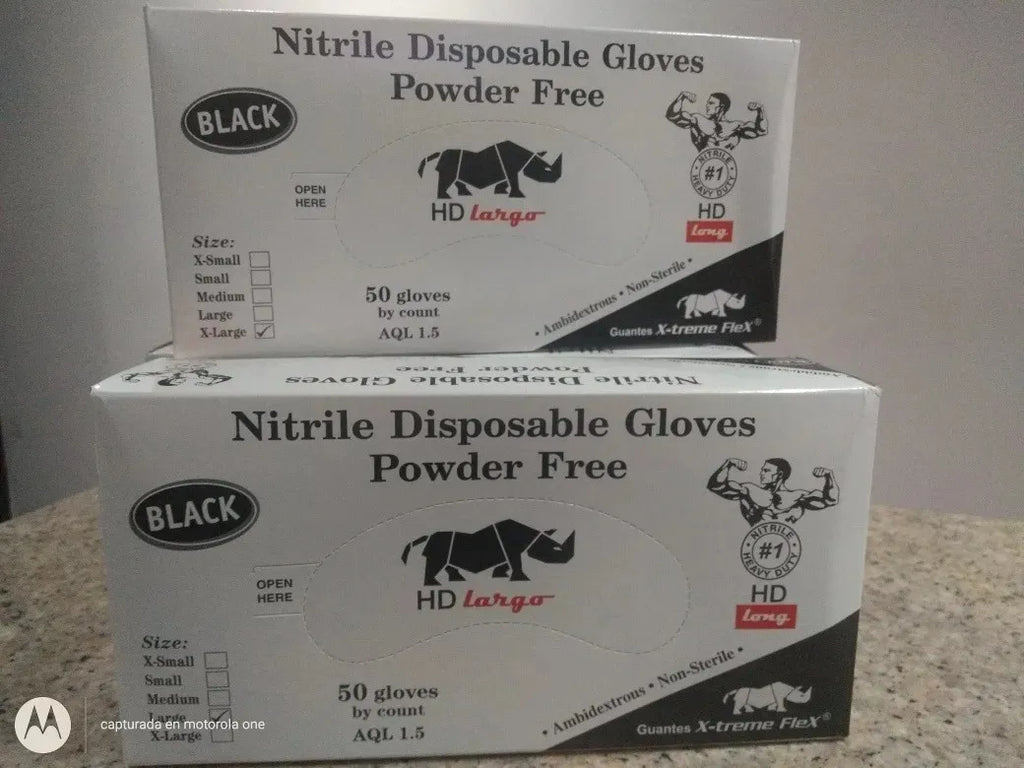 Nitrile Disposable Gloves
Powder Free
BLACK
OPEN
HERE
HD largo
NITRILE
#1
HEAVY DUTY
HD
long
Size:
X-Small
Small
Medium
Large
X-Large
50 gloves
by count
AQL 1.5
• Ambidextrous • Non-Sterile •
Guantes X-treme FleX®
Nitrile Disposable Gloves
Powder Free
Nitrile Disposable Gloves
Powder Free
BLACK
OPEN
HERE
HD largo
NITRILE
#1
HEAVY DUTY
HD
long
Size:
X-Small
Small
Medium
Large
X-Large
50 gloves
by count
AQL 1.5
• Ambidextrous • Non-Sterile •
Guantes X-treme FleX®
capturada en motorola one